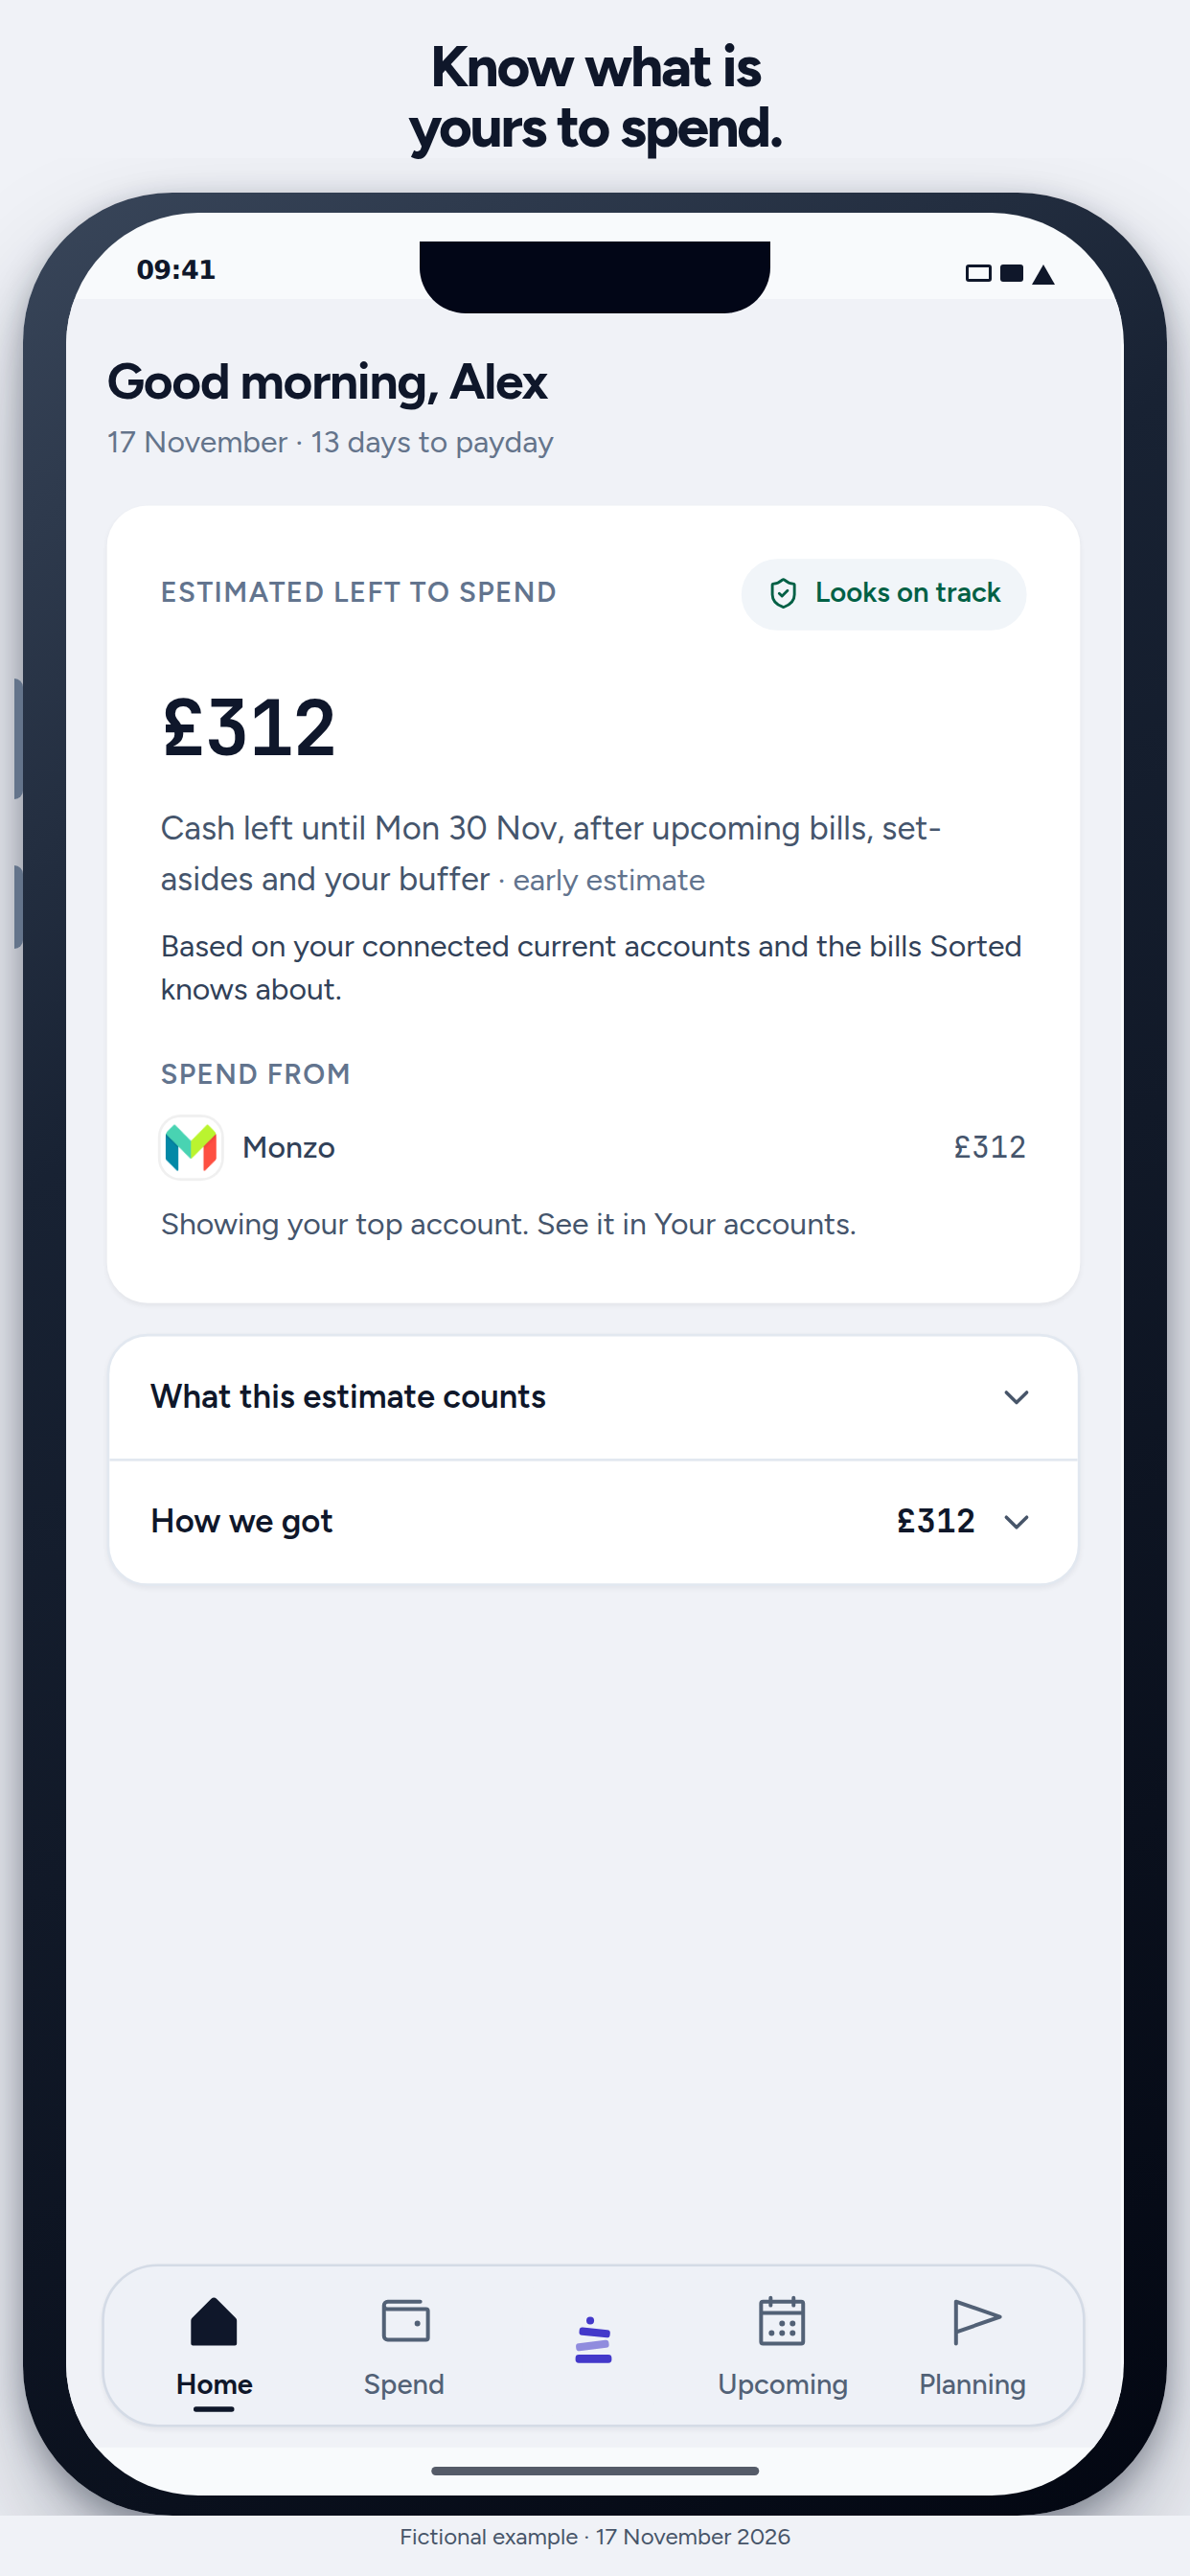 Know what is
yours to spend.
09:41
Good morning, Alex
17 November · 13 days to payday
ESTIMATED LEFT TO SPEND
Looks on track
£312
Cash left until Mon 30 Nov, after upcoming bills, set-
asides and your buffer · early estimate
Based on your connected current accounts and the bills Sorted
knows about.
SPEND FROM
Monzo £312
Showing your top account. See it in Your accounts.
What this estimate counts
How we got £312
Home Spend Upcoming Planning
Fictional example · 17 November 2026